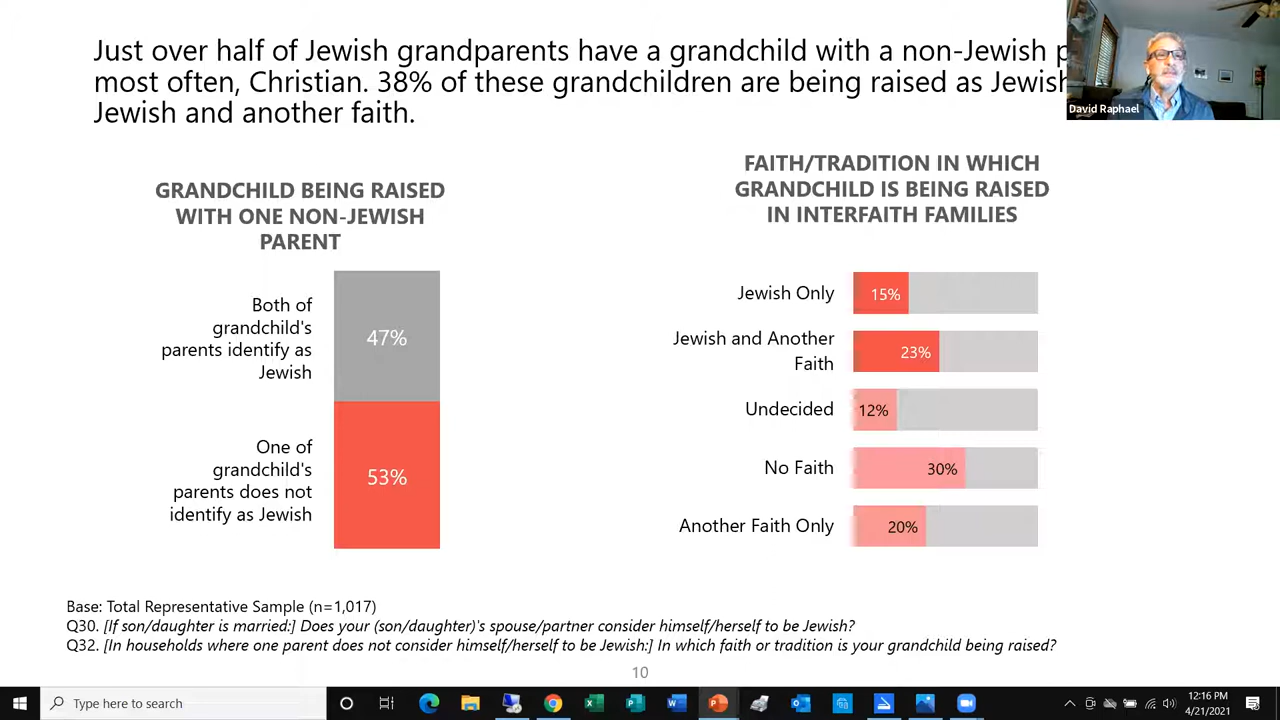 Just over half of Jewish grandparents have a grandchild with a non-Jewish
most often, Christian. 38% of these grandchildren are being raised as
Jewish and another faith.
David Raphael
GRANDCHILD BEING RAISED
WITH ONE NON-JEWISH
PARENT
Both of
grandchild's
parents identify as
Jewish
47%
One of
grandchild's
parents does not
identify as Jewish
53%
FAITH/TRADITION IN WHICH
GRANDCHILD IS BEING RAISED
IN INTERFAITH FAMILIES
Jewish Only
15%
Jewish and Another
Faith
23%
Undecided
12%
No Faith
30%
Another Faith Only
20%
Base: Total Representative Sample (n=1,017)
Q30. [If son/daughter is married:] Does your (son/daughter)'s spouse/partner consider himself/herself to be Jewish?
Q32. [In households where one parent does not consider himself/herself to be Jewish:] In which faith or tradition is your grandchild being raised?
10
Type here to search
12:16 PM
4/21/2021